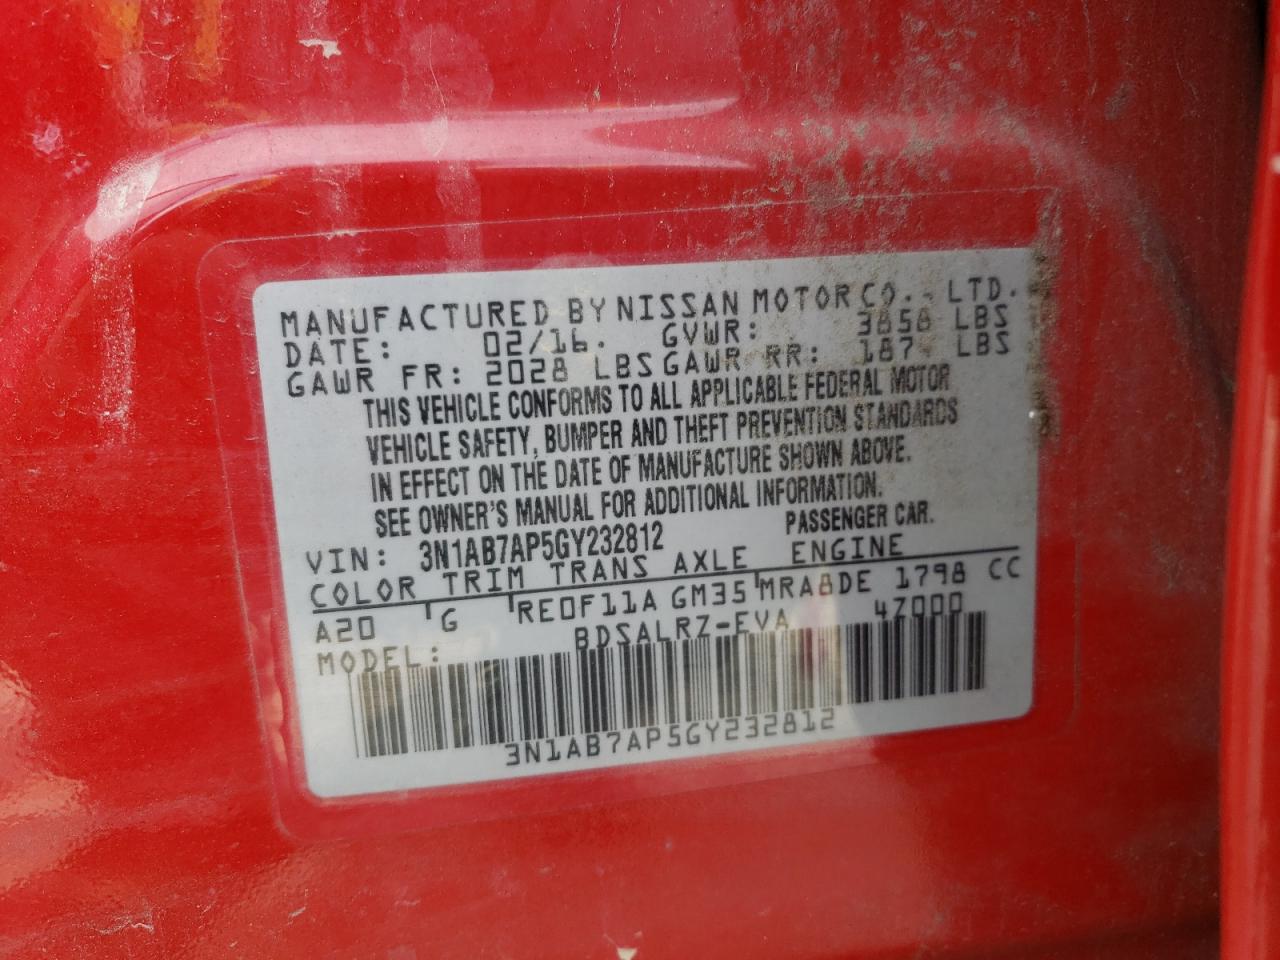 MANUFACTURED BY NISSAN MOTOR CO., LTD.
DATE: 02/16. GVWR: 3858 LBS
GAWR FR: 2028 LBS GAWR RR: LBS
THIS VEHICLE CONFORMS TO ALL APPLICABLE FEDERAL MOTOR
VEHICLE SAFETY, BUMPER AND THEFT PREVENTION STANDARDS
IN EFFECT ON THE DATE OF MANUFACTURE SHOWN ABOVE.
SEE OWNER'S MANUAL FOR ADDITIONAL INFORMATION.
VIN: 3N1AB7AP5GY232812 PASSENGER CAR.
COLOR TRIM TRANS AXLE ENGINE
A20 G RE0F11A GM35 MRA8DE 1798 CC
MODEL: BDSALRZ-EVA 4Z000
3N1AB7AP5GY232812